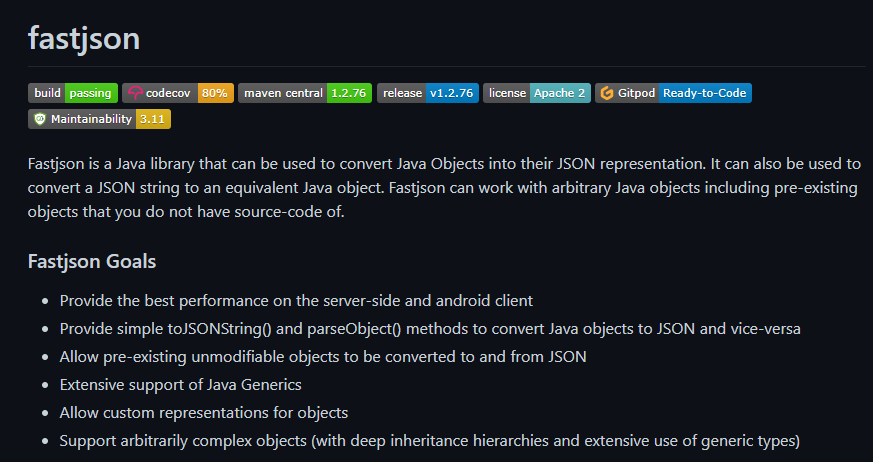 fastjson
build passing codecov 80% maven central 1.2.76 release v1.2.76 license Apache 2 Gitpod Ready-to-Code
Maintainability 3.11
Fastjson is a Java library that can be used to convert Java Objects into their JSON representation. It can also be used to
convert a JSON string to an equivalent Java object. Fastjson can work with arbitrary Java objects including pre-existing
objects that you do not have source-code of.
Fastjson Goals
• Provide the best performance on the server-side and android client
• Provide simple toJSONString() and parseObject() methods to convert Java objects to JSON and vice-versa
• Allow pre-existing unmodifiable objects to be converted to and from JSON
• Extensive support of Java Generics
• Allow custom representations for objects
• Support arbitrarily complex objects (with deep inheritance hierarchies and extensive use of generic types)